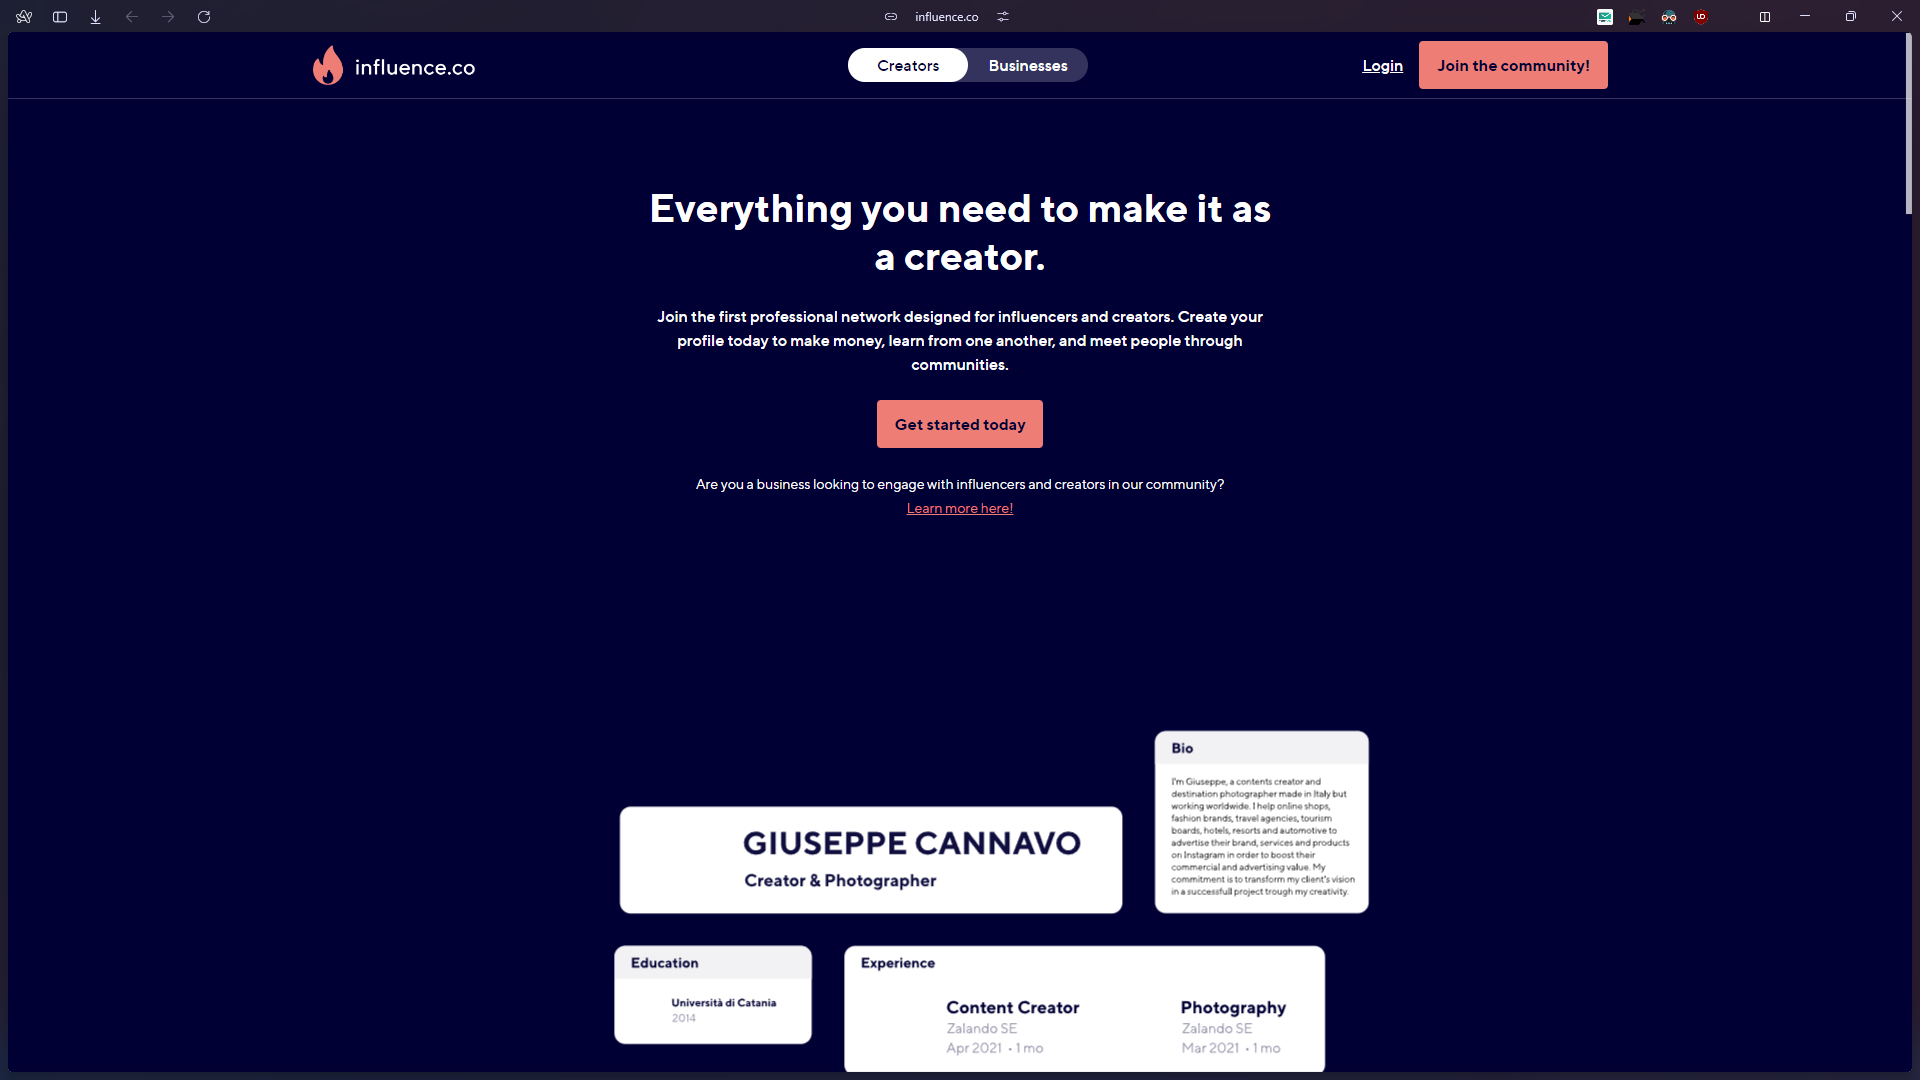 influence.co
influence.co
Creators
Businesses
Login
Join the community!
Everything you need to make it as
a creator.
Join the first professional network designed for influencers and creators. Create your
profile today to make money, learn from one another, and meet people through
communities.
Get started today
Are you a business looking to engage with influencers and creators in our community?
Learn more here!
Bio
I'm Giuseppe, a contents creator and
destination photographer made in Italy but
working worldwide. I help online shops,
fashion brands, travel agencies, tourism
boards, hotels, resorts and automotive to
advertise their brand, services and products
on Instagram in order to boost their
commercial and advertising value. My
commitment is to transform my client's vision
in a successfull project trough my creativity.
GIUSEPPE CANNAVO
Creator & Photographer
Education
Università di Catania
2014
Experience
Content Creator
Zalando SE
Apr 2021 • 1 mo
Photography
Zalando SE
Mar 2021 • 1 mo